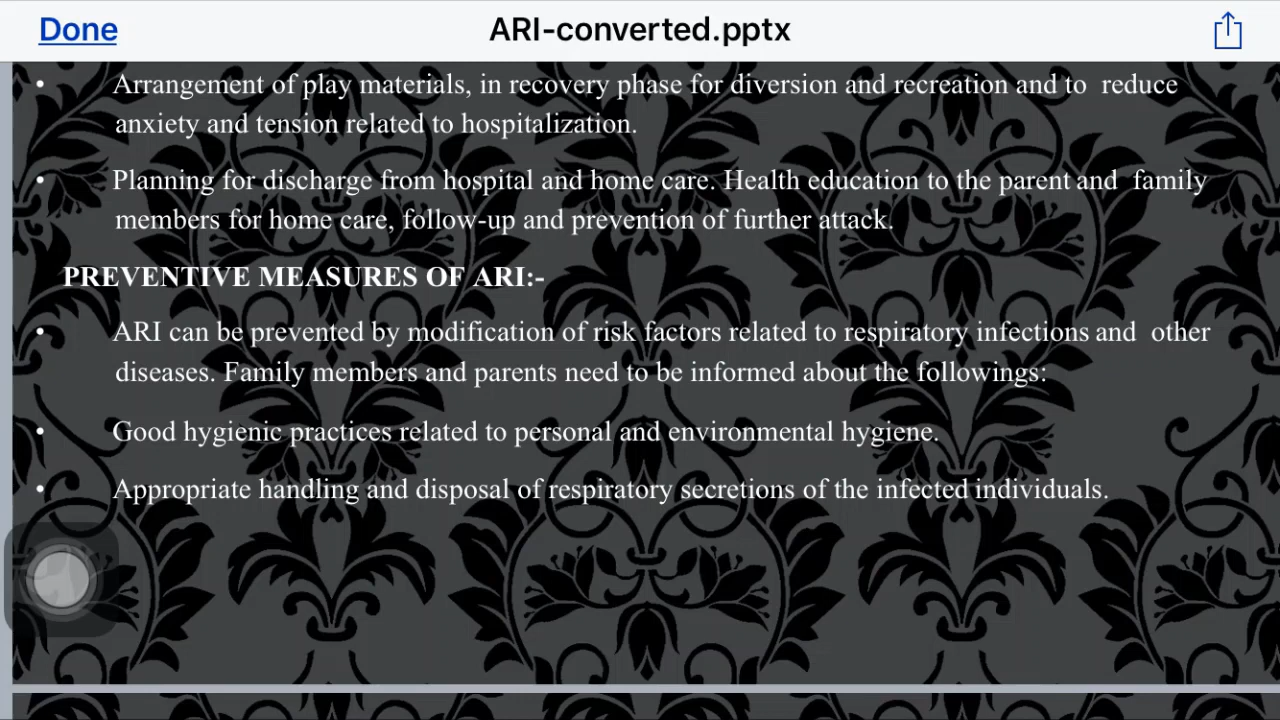 Done
ARI-converted.pptx
• Arrangement of play materials, in recovery phase for diversion and recreation and to reduce
anxiety and tension related to hospitalization.
• Planning for discharge from hospital and home care. Health education to the parent and family
members for home care, follow-up and prevention of further attack.
PREVENTIVE MEASURES OF ARI:-
• ARI can be prevented by modification of risk factors related to respiratory infections and other
diseases. Family members and parents need to be informed about the followings:
• Good hygienic practices related to personal and environmental hygiene.
• Appropriate handling and disposal of respiratory secretions of the infected individuals.